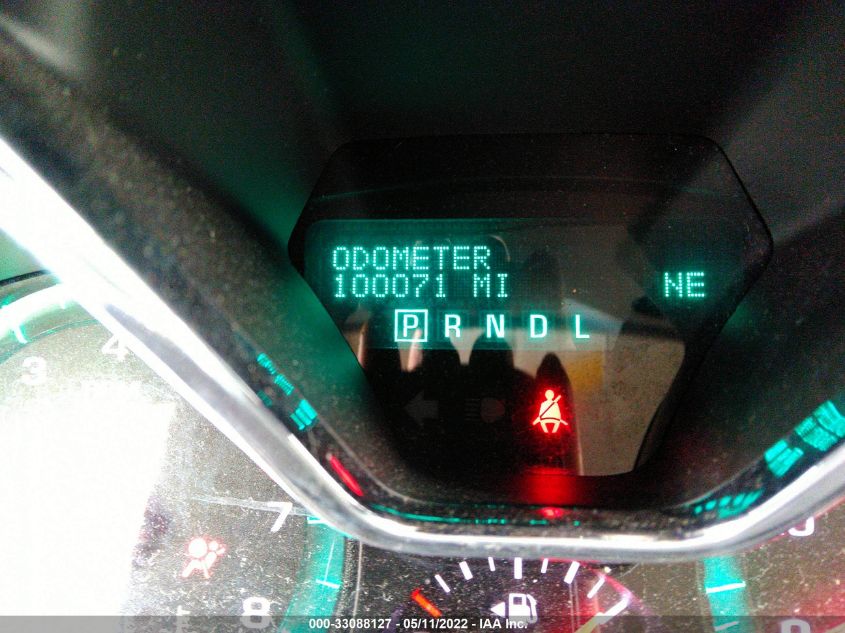 ODOMETER
100071 MI NE
P R N D L
3
4
7
8
000-33088127 - 05/11/2022 - IAA Inc.